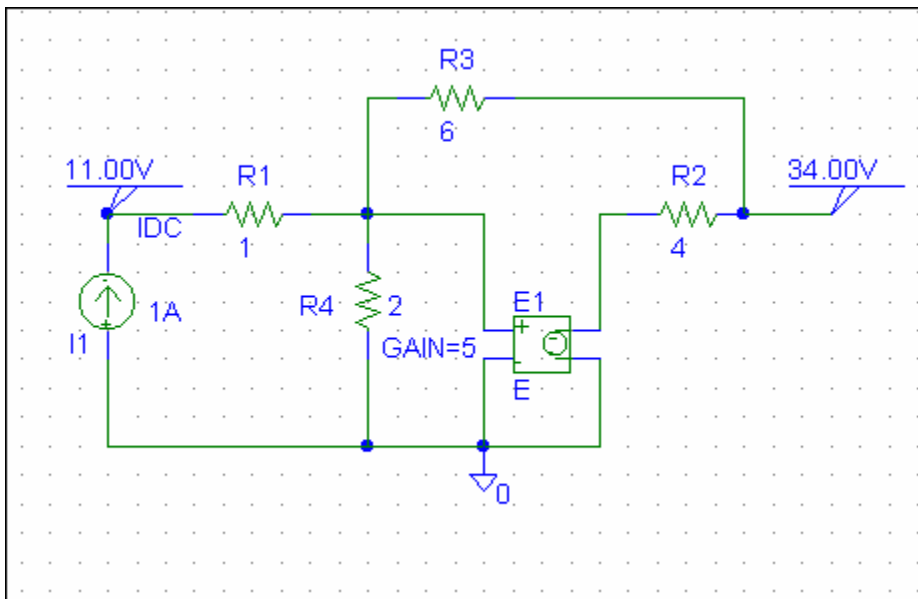 R3
6
11.00V
R1
R2
34.00V
IDC
1
4
R4
2
E1
1A
I1
+
-
-
-
+
GAIN=5
E
0